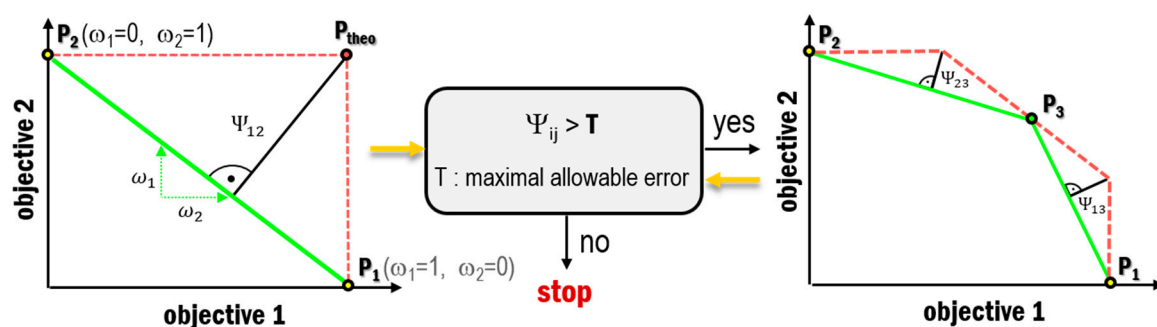 P₂(ω₁=0, ω₂=1)
Pₜₕₑₒ
objective 2
Ψ₁₂
ω₁
ω₂
P₁(ω₁=1, ω₂=0)
objective 1
Ψᵢⱼ > T
T : maximal allowable error
yes
no
stop
P₂
Ψ₂₃
P₃
objective 2
Ψ₁₃
P₁
objective 1